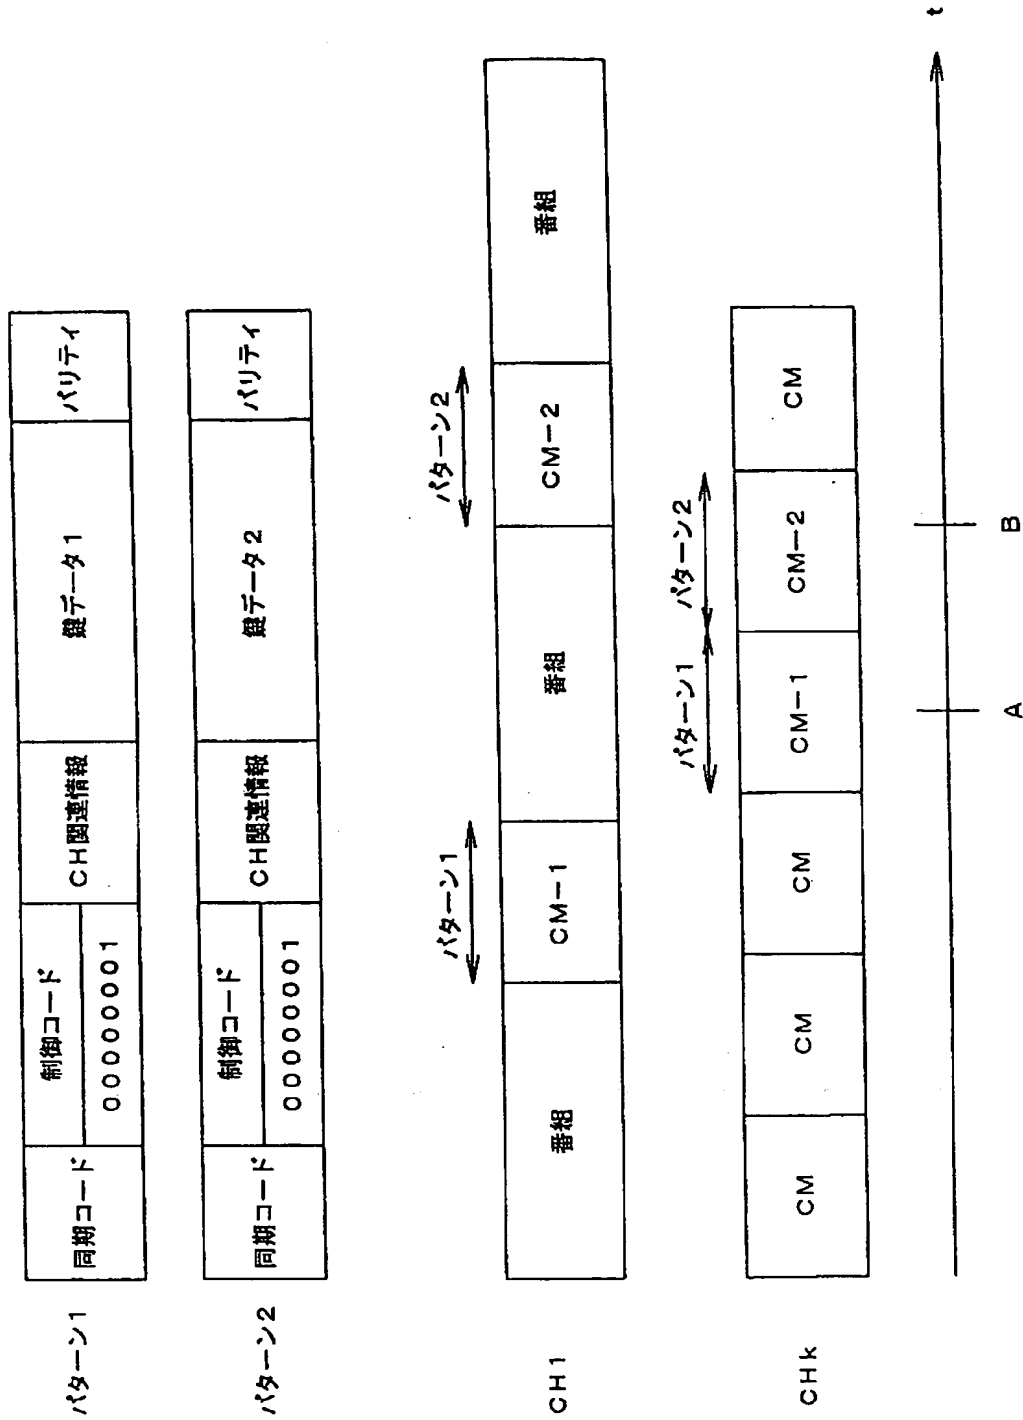 パターン1
同期コード
制御コード
00000001
CH関連情報
鍵データ1
パリティ
パターン2
同期コード
制御コード
00000001
CH関連情報
鍵データ2
パリティ
パターン1
パターン2
CH1
番組
CM-1
番組
CM-2
番組
パターン1
パターン2
CHk
CM
CM
CM
CM-1
CM-2
CM
t
A
B